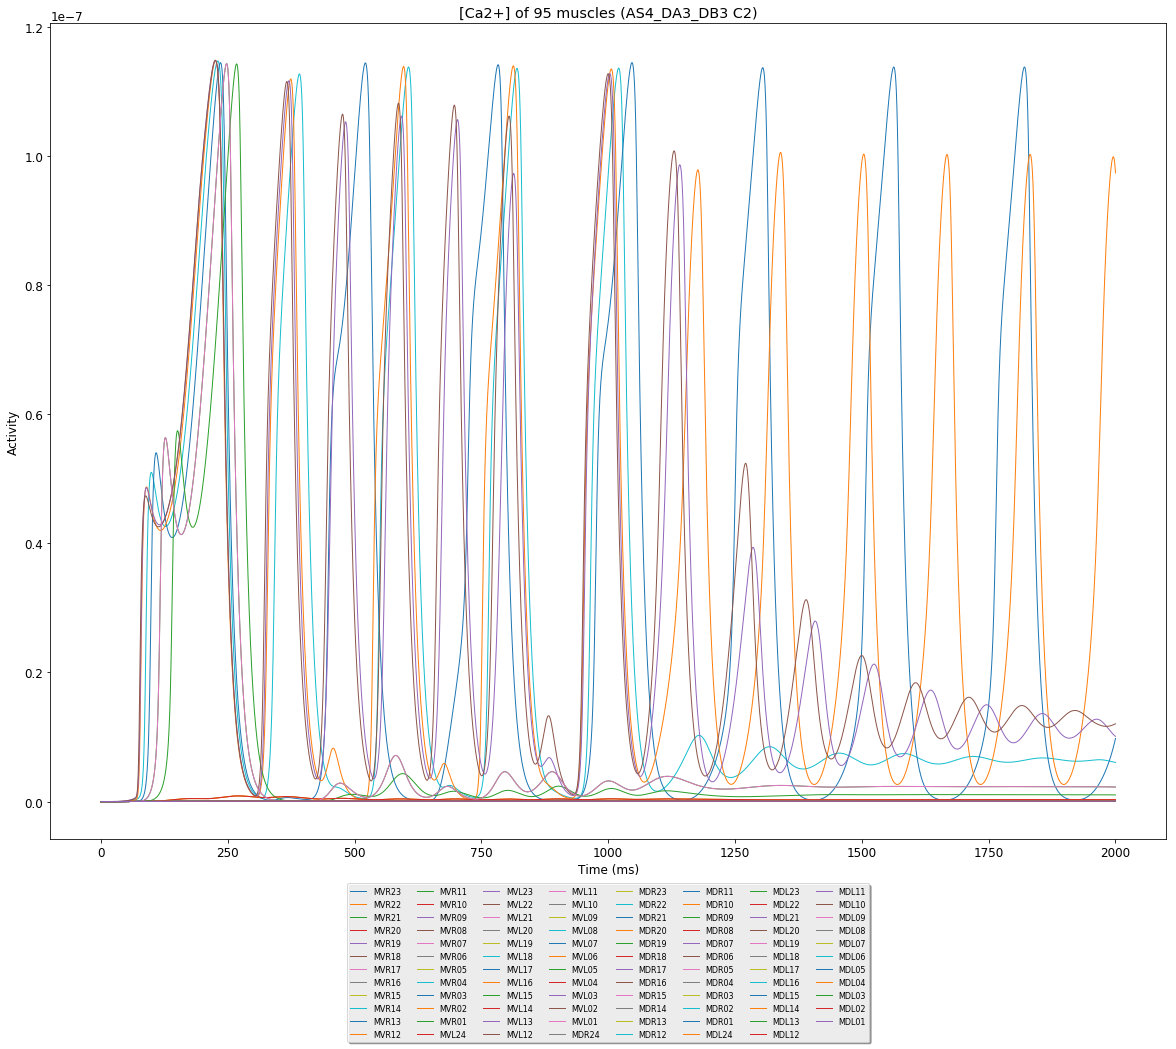 [Ca2+] of 95 muscles (AS4_DA3_DB3 C2)
1e−7
1.2
1.0
0.8
0.6
0.4
0.2
0.0
Activity
0 250 500 750 1000 1250 1500 1750 2000
Time (ms)
MVR23 MVR11 MVL23 MVL11 MDR23 MDR11 MDL23 MDL11
MVR22 MVR10 MVL22 MVL10 MDR22 MDR10 MDL22 MDL10
MVR21 MVR09 MVL21 MVL09 MDR21 MDR09 MDL21 MDL09
MVR20 MVR08 MVL20 MVL08 MDR20 MDR08 MDL20 MDL08
MVR19 MVR07 MVL19 MVL07 MDR19 MDR07 MDL19 MDL07
MVR18 MVR06 MVL18 MVL06 MDR18 MDR06 MDL18 MDL06
MVR17 MVR05 MVL17 MVL05 MDR17 MDR05 MDL17 MDL05
MVR16 MVR04 MVL16 MVL04 MDR16 MDR04 MDL16 MDL04
MVR15 MVR03 MVL15 MVL03 MDR15 MDR03 MDL15 MDL03
MVR14 MVR02 MVL14 MVL02 MDR14 MDR02 MDL14 MDL02
MVR13 MVR01 MVL13 MVL01 MDR13 MDR01 MDL13 MDL01
MVR12 MVL24 MVL12 MDR24 MDR12 MDL24 MDL12